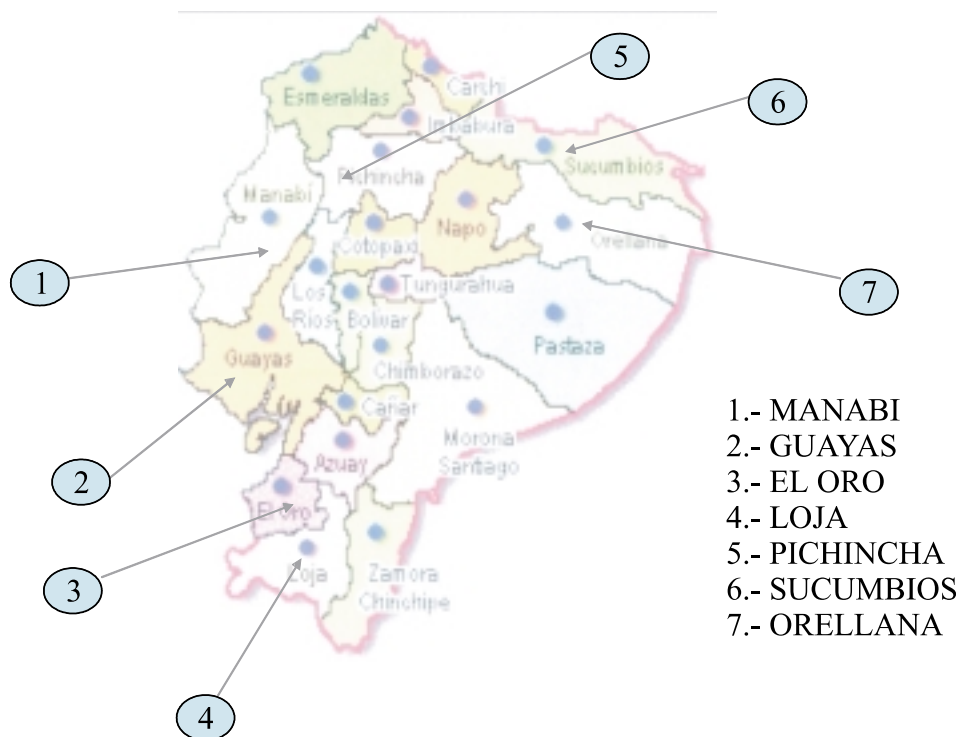 5
Carchi
6
Esmeraldas
Imbabura
Sucumbios
Pichincha
Manabí
Napo
Cotopaxi
Orellana
1
Tungurahua
7
Los
Ríos
Bolívar
Pastaza
Guayas
Chimborazo
Cañar
1.- MANABI
Morona
Santiago
2.- GUAYAS
Azuay
2
3.- EL ORO
El oro
4.- LOJA
5.- PICHINCHA
3
Zoja
Zamora
Chinchipe
6.- SUCUMBIOS
7.- ORELLANA
4